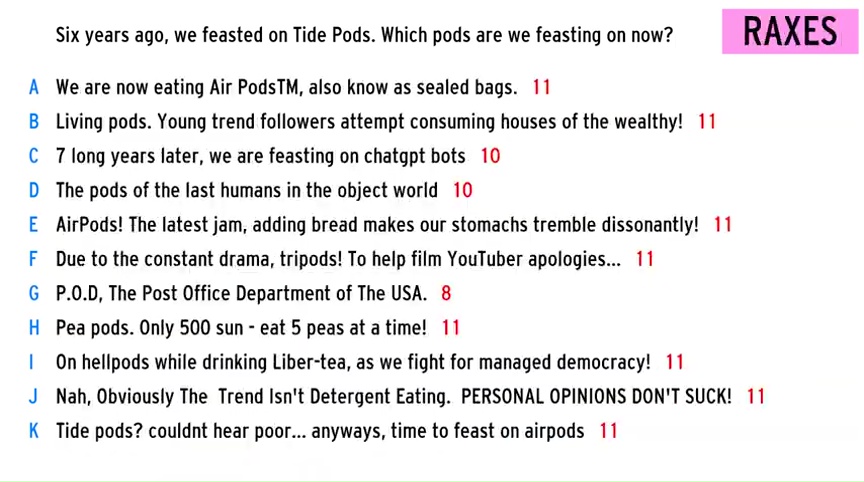 Six years ago, we feasted on Tide Pods. Which pods are we feasting on now?
RAXES
A We are now eating Air PodsTM, also know as sealed bags. 11
B Living pods. Young trend followers attempt consuming houses of the wealthy! 11
C 7 long years later, we are feasting on chatgpt bots 10
D The pods of the last humans in the object world 10
E AirPods! The latest jam, adding bread makes our stomachs tremble dissonantly! 11
F Due to the constant drama, tripods! To help film YouTuber apologies... 11
G P.O.D, The Post Office Department of The USA. 8
H Pea pods. Only 500 sun - eat 5 peas at a time! 11
I On hellpods while drinking Liber-tea, as we fight for managed democracy! 11
J Nah, Obviously The Trend Isn't Detergent Eating. PERSONAL OPINIONS DON'T SUCK! 11
K Tide pods? couldnt hear poor... anyways, time to feast on airpods 11